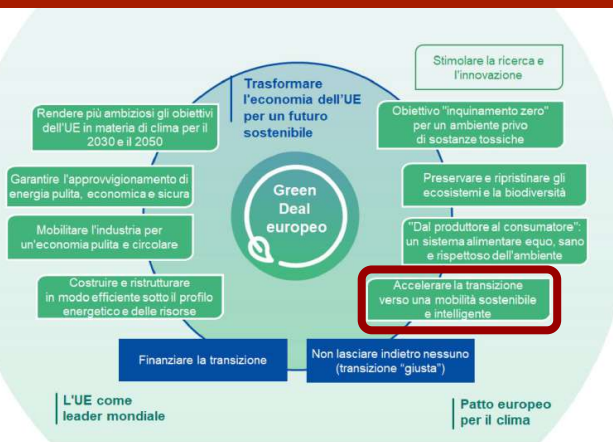 Stimolare la ricerca e
l'innovazione
Trasformare
l'economia dell'UE
per un futuro
sostenibile
Rendere più ambiziosi gli obiettivi
dell'UE in materia di clima per il
2030 e il 2050
Obiettivo "inquinamento zero"
per un ambiente privo
di sostanze tossiche
Garantire l'approvvigionamento di
energia pulita, economica e sicura
Green
Deal
europeo
Preservare e ripristinare gli
ecosistemi e la biodiversità
Mobilitare l'industria per
un'economia pulita e circolare
"Dal produttore al consumatore":
un sistema alimentare equo, sano
e rispettoso dell'ambiente
Costruire e ristrutturare
in modo efficiente sotto il profilo
energetico e delle risorse
Accelerare la transizione
verso una mobilità sostenibile
e intelligente
Finanziare la transizione
Non lasciare indietro nessuno
(transizione "giusta")
L'UE come
leader mondiale
Patto europeo
per il clima